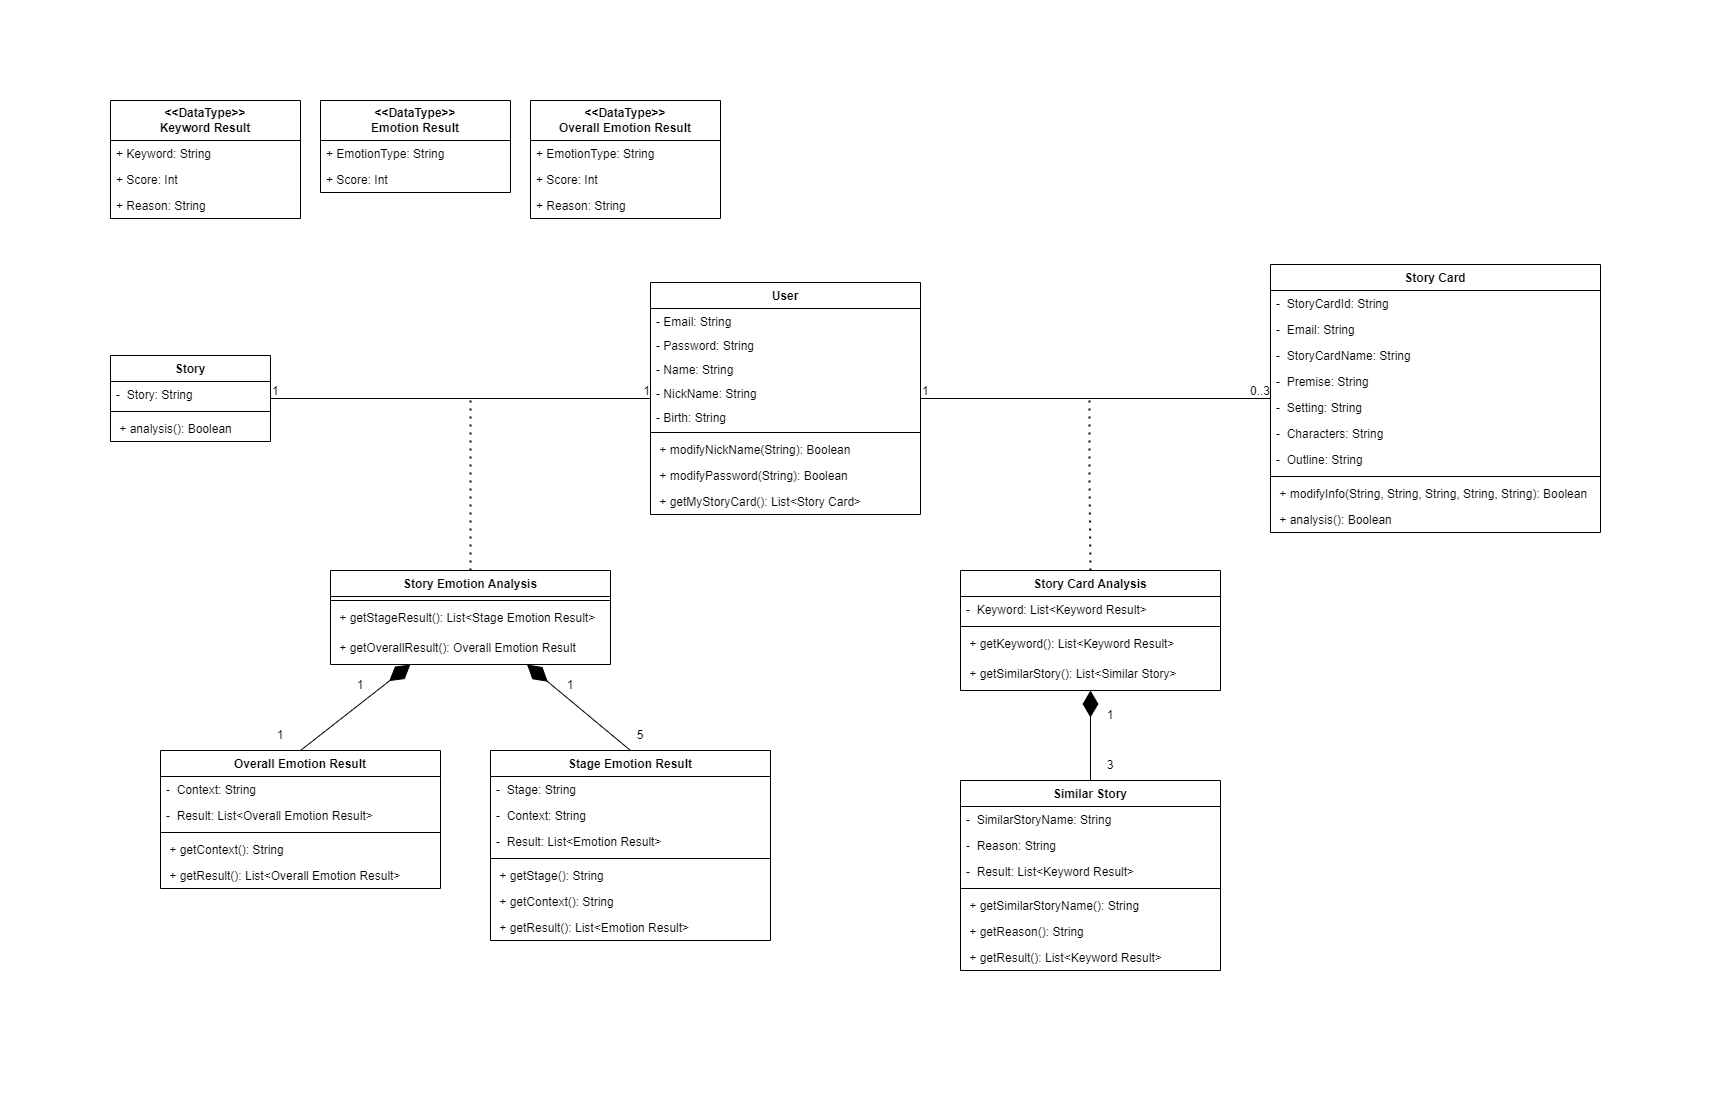 <<DataType>>
Keyword Result
+ Keyword: String
+ Score: Int
+ Reason: String
<<DataType>>
Emotion Result
+ EmotionType: String
+ Score: Int
<<DataType>>
Overall Emotion Result
+ EmotionType: String
+ Score: Int
+ Reason: String
Story
- Story: String
+ analysis(): Boolean
1
1
User
- Email: String
- Password: String
- Name: String
- NickName: String
- Birth: String
+ modifyNickName(String): Boolean
+ modifyPassword(String): Boolean
+ getMyStoryCard(): List<Story Card>
1
0..3
Story Card
- StoryCardId: String
- Email: String
- StoryCardName: String
- Premise: String
- Setting: String
- Characters: String
- Outline: String
+ modifyInfo(String, String, String, String, String): Boolean
+ analysis(): Boolean
Story Emotion Analysis
+ getStageResult(): List<Stage Emotion Result>
+ getOverallResult(): Overall Emotion Result
1
1
1
5
Overall Emotion Result
- Context: String
- Result: List<Overall Emotion Result>
+ getContext(): String
+ getResult(): List<Overall Emotion Result>
Stage Emotion Result
- Stage: String
- Context: String
- Result: List<Emotion Result>
+ getStage(): String
+ getContext(): String
+ getResult(): List<Emotion Result>
Story Card Analysis
- Keyword: List<Keyword Result>
+ getKeyword(): List<Keyword Result>
+ getSimilarStory(): List<Similar Story>
1
3
Similar Story
- SimilarStoryName: String
- Reason: String
- Result: List<Keyword Result>
+ getSimilarStoryName(): String
+ getReason(): String
+ getResult(): List<Keyword Result>